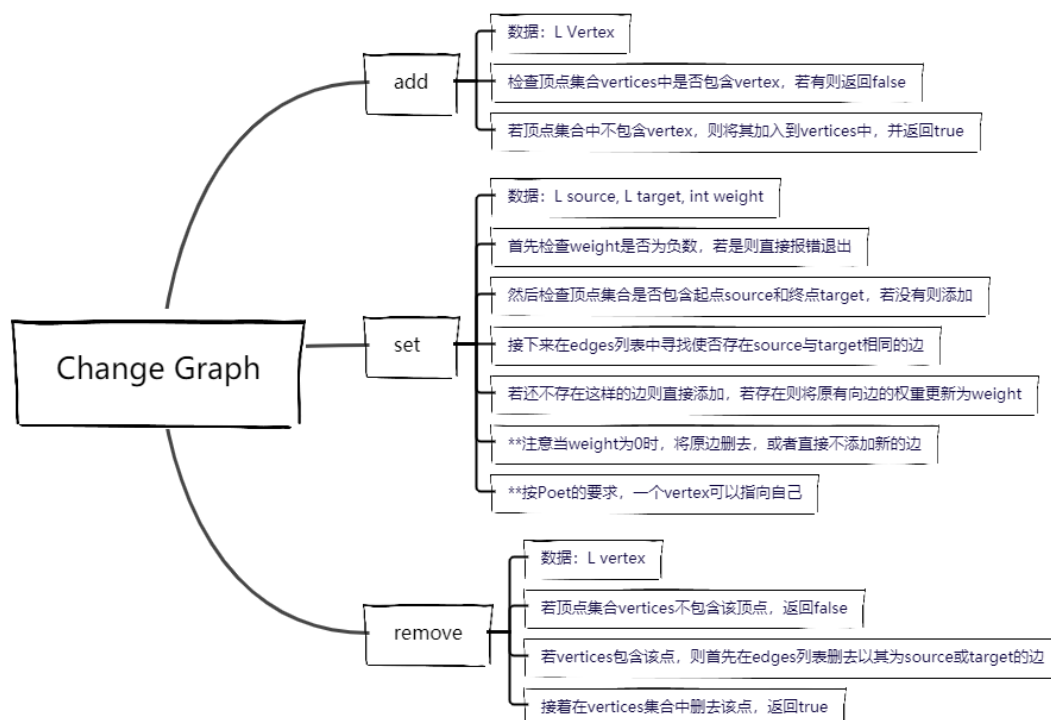 Change Graph
add
数据：L Vertex
检查顶点集合vertices中是否包含vertex，若有则返回false
若顶点集合中不包含vertex，则将其加入到vertices中，并返回true
set
数据：L source, L target, int weight
首先检查weight是否为负数，若是则直接报错退出
然后检查顶点集合是否包含起点source和终点target，若没有则添加
接下来在edges列表中寻找使否存在source与target相同的边
若还不存在这样的边则直接添加，若存在则将原有向边的权重更新为weight
**注意当weight为0时，将原边删去，或者直接不添加新的边
**按Poet的要求，一个vertex可以指向自己
remove
数据：L vertex
若顶点集合vertices不包含该顶点，返回false
若vertices包含该点，则首先在edges列表删去以其为source或target的边
接着在vertices集合中删去该点，返回true